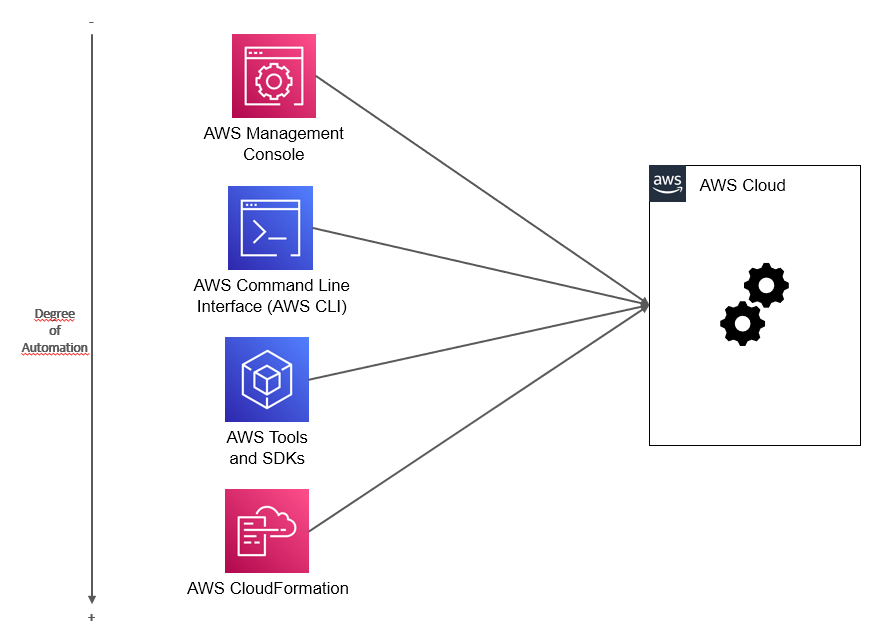 -
AWS Management
Console
aws
AWS Cloud
AWS Command Line
Interface (AWS CLI)
Degree
of
Automation
AWS Tools
and SDKs
AWS CloudFormation
+